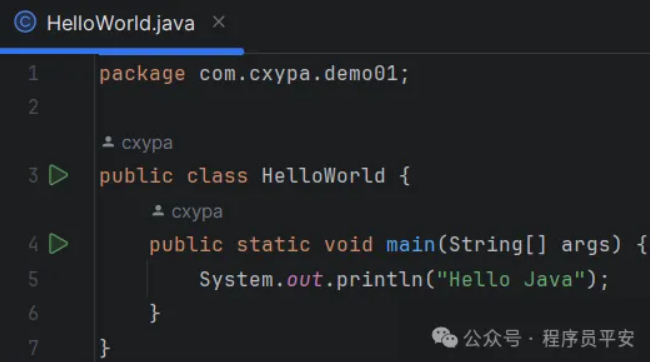 HelloWorld.java
1 package com.cxypa.demo01;
2
cxypa
3 public class HelloWorld {
cxypa
4 public static void main(String[] args) {
5 System.out.println("Hello Java");
6 }
7 }
公众号 · 程序员平安